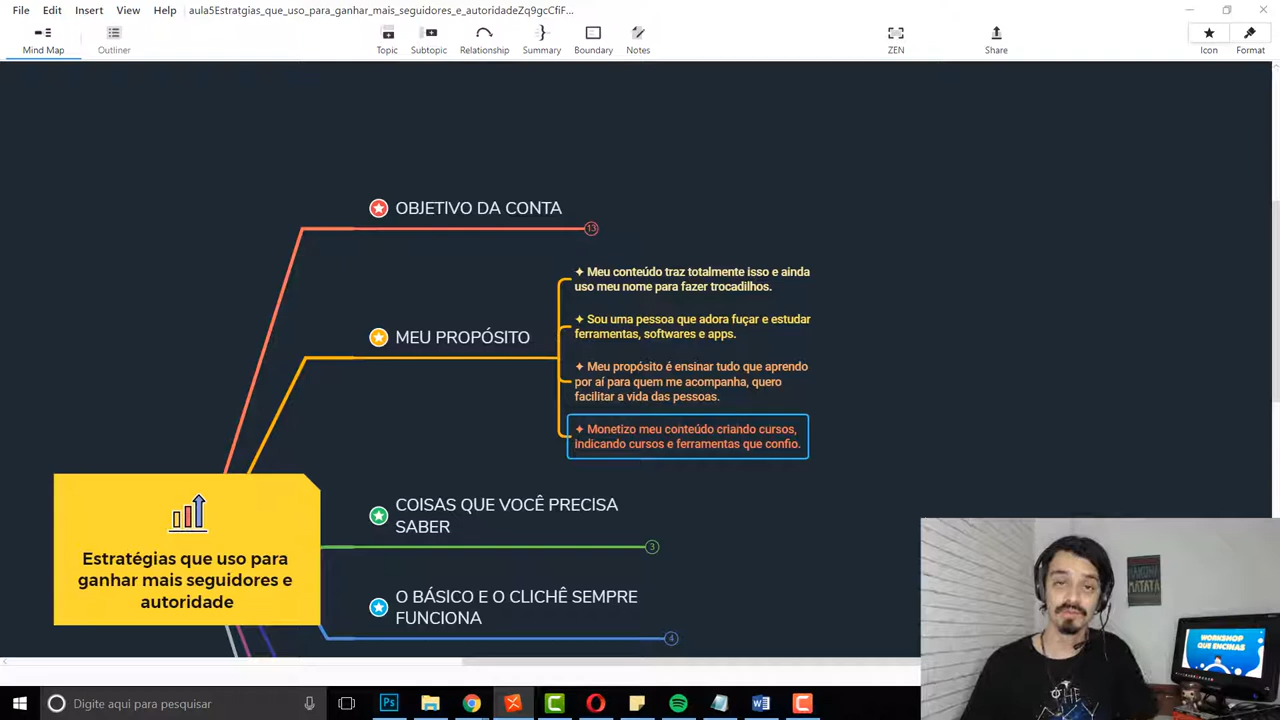 File Edit Insert View Help
aula5Estratgias_que_uso_para_ganhar_mais_seguidores_e_autoridadeZq9gcCfiF...
Mind Map
Outliner
Topic
Subtopic
Relationship
Summary
Boundary
Notes
ZEN
Share
Icon
Format
OBJETIVO DA CONTA
13
MEU PROPÓSITO
✦ Meu conteúdo traz totalmente isso e ainda
uso meu nome para fazer trocadilhos.
✦ Sou uma pessoa que adora fuçar e estudar
ferramentas, softwares e apps.
✦ Meu propósito é ensinar tudo que aprendo
por aí para quem me acompanha, quero
facilitar a vida das pessoas.
✦ Monetizo meu conteúdo criando cursos,
indicando cursos e ferramentas que confio.
COISAS QUE VOCÊ PRECISA
SABER
3
O BÁSICO E O CLICHÊ SEMPRE
FUNCIONA
4
Estratégias que uso para
ganhar mais seguidores e
autoridade
MATATA
WORKSHOP
QUE ENCINAS
THE
Digite aqui para pesquisar
Ps